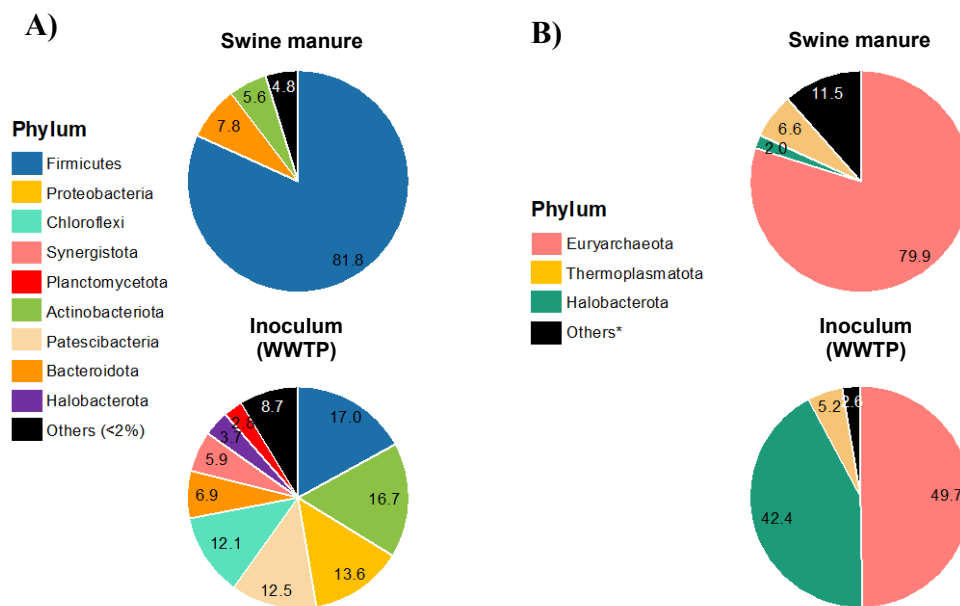 A)
Swine manure
4.8
5.6
7.8
81.8
Phylum
Firmicutes
Proteobacteria
Chloroflexi
Synergistota
Planctomycetota
Actinobacteriota
Patescibacteria
Bacteroidota
Halobacterota
Others (<2%)
Inoculum
(WWTP)
8.7
17.0
2.8
3.7
5.9
16.7
6.9
12.1
13.6
12.5
B)
Swine manure
11.5
6.6
2.0
79.9
Phylum
Euryarchaeota
Thermoplasmatota
Halobacterota
Others*
Inoculum
(WWTP)
5.2
2.6
49.7
42.4